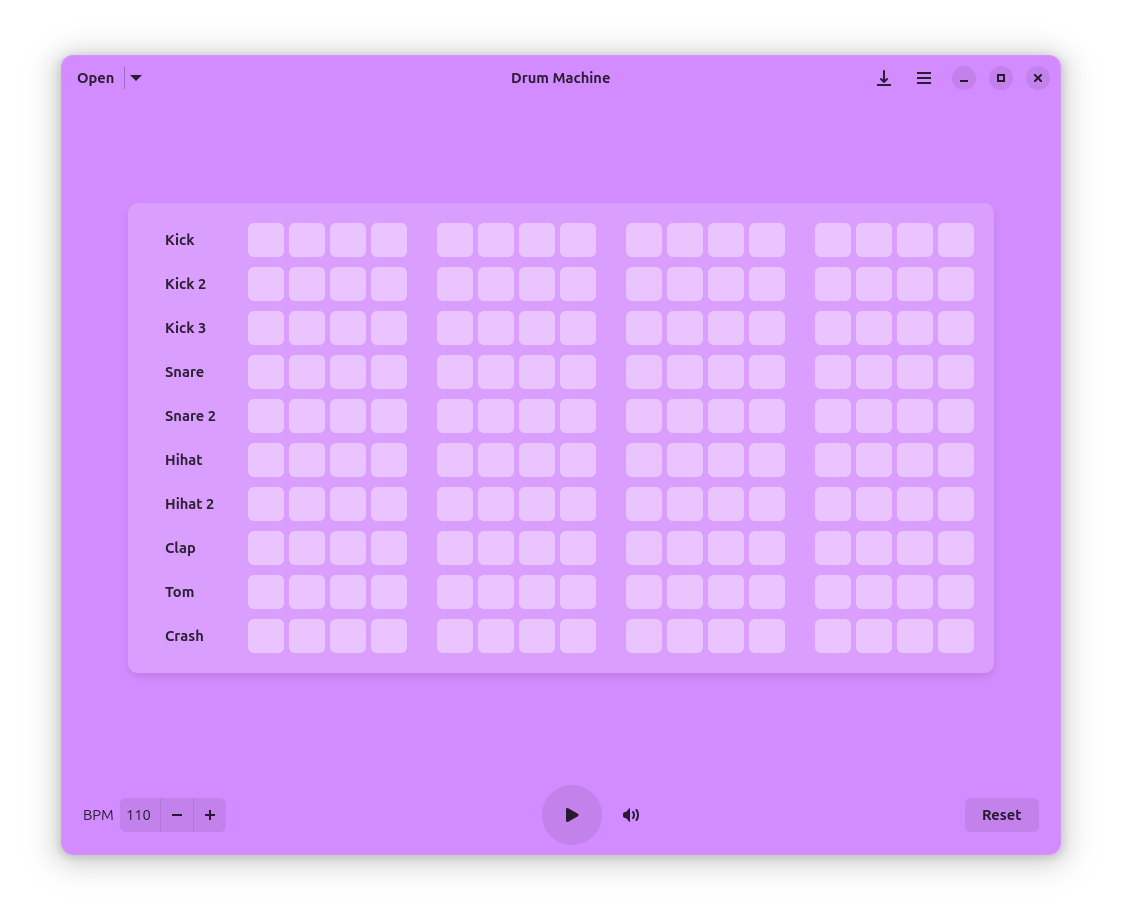 Open
Drum Machine
Kick
Kick 2
Kick 3
Snare
Snare 2
Hihat
Hihat 2
Clap
Tom
Crash
BPM 110
Reset